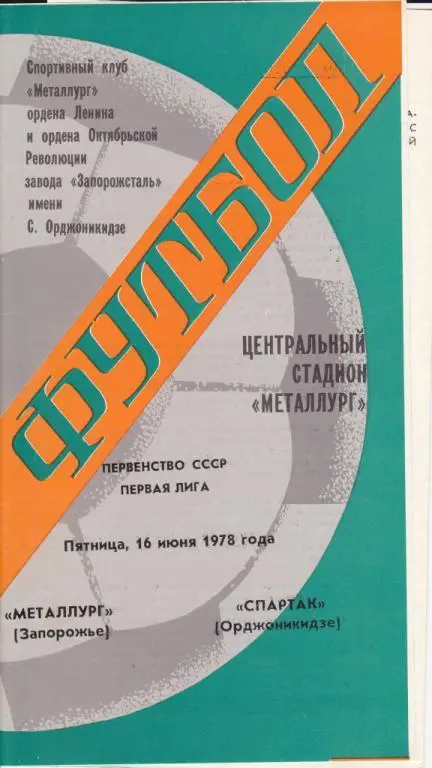 Спортивный клуб
«Металлург»
ордена Ленина
и ордена Октябрьской
Революции
завода «Запорожсталь»
имени
С. Орджоникидзе
ФУТБОЛ
ЦЕНТРАЛЬНЫЙ
СТАДИОН
«МЕТАЛЛУРГ»
ПЕРВЕНСТВО СССР
ПЕРВАЯ ЛИГА
Пятница, 16 июня 1978 года
«МЕТАЛЛУРГ» «СПАРТАК»
(Запорожье) (Орджоникидзе)
А-
С
Й